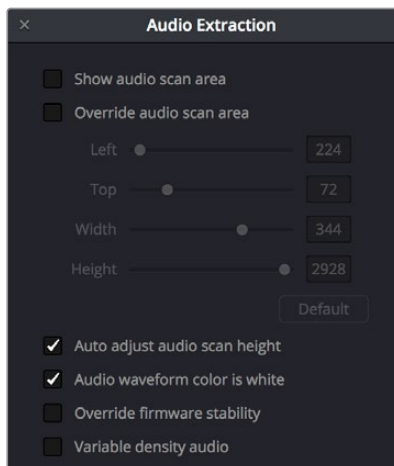 Audio Extraction
Show audio scan area
Override audio scan area
Left 224
Top 72
Width 344
Height 2928
Default
Auto adjust audio scan height
Audio waveform color is white
Override firmware stability
Variable density audio